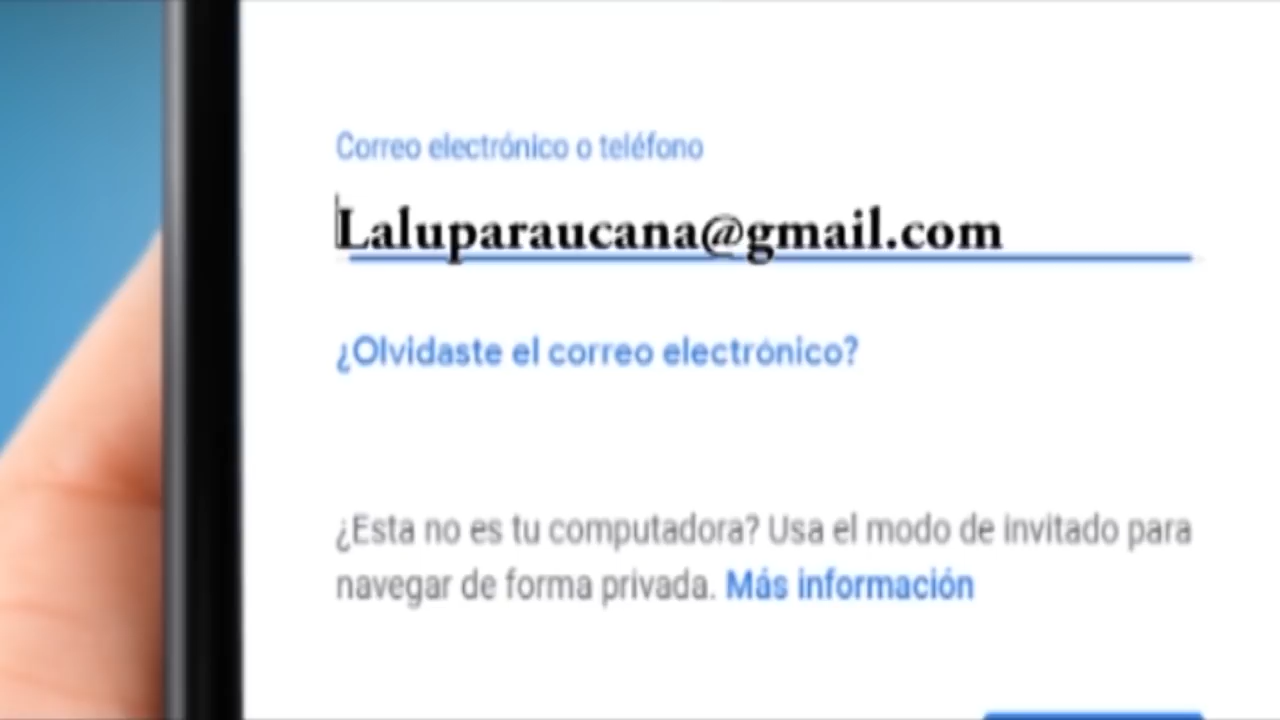 Correo electrónico o teléfono
Laluparaucana@gmail.com
¿Olvidaste el correo electrónico?
¿Esta no es tu computadora? Usa el modo de invitado para
navegar de forma privada. Más información